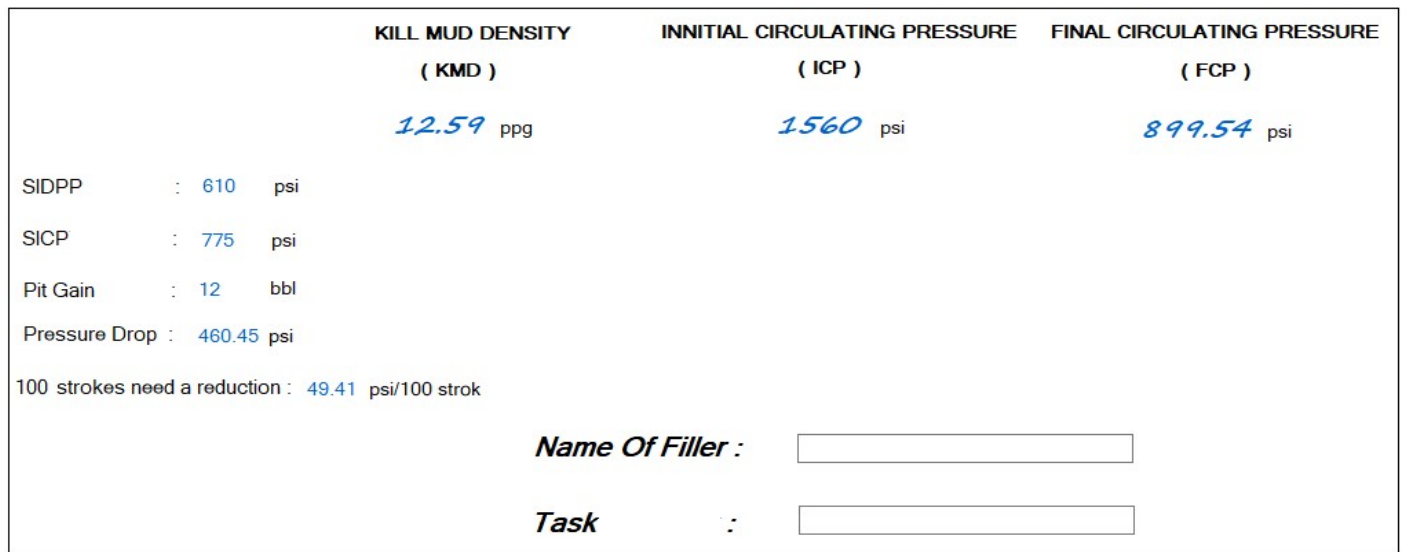 KILL MUD DENSITY INNITIAL CIRCULATING PRESSURE FINAL CIRCULATING PRESSURE
( KMD ) ( ICP ) ( FCP )
12.59 ppg 1560 psi 899.54 psi
SIDPP : 610 psi
SICP : 775 psi
Pit Gain : 12 bbl
Pressure Drop : 460.45 psi
100 strokes need a reduction : 49.41 psi/100 strok
Name Of Filler :
Task :